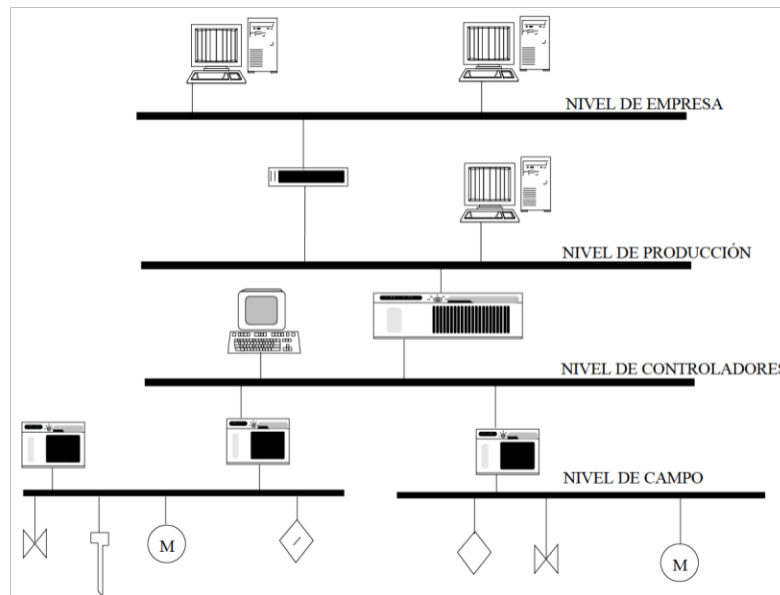 NIVEL DE EMPRESA
NIVEL DE PRODUCCIÓN
NIVEL DE CONTROLADORES
NIVEL DE CAMPO
M
M